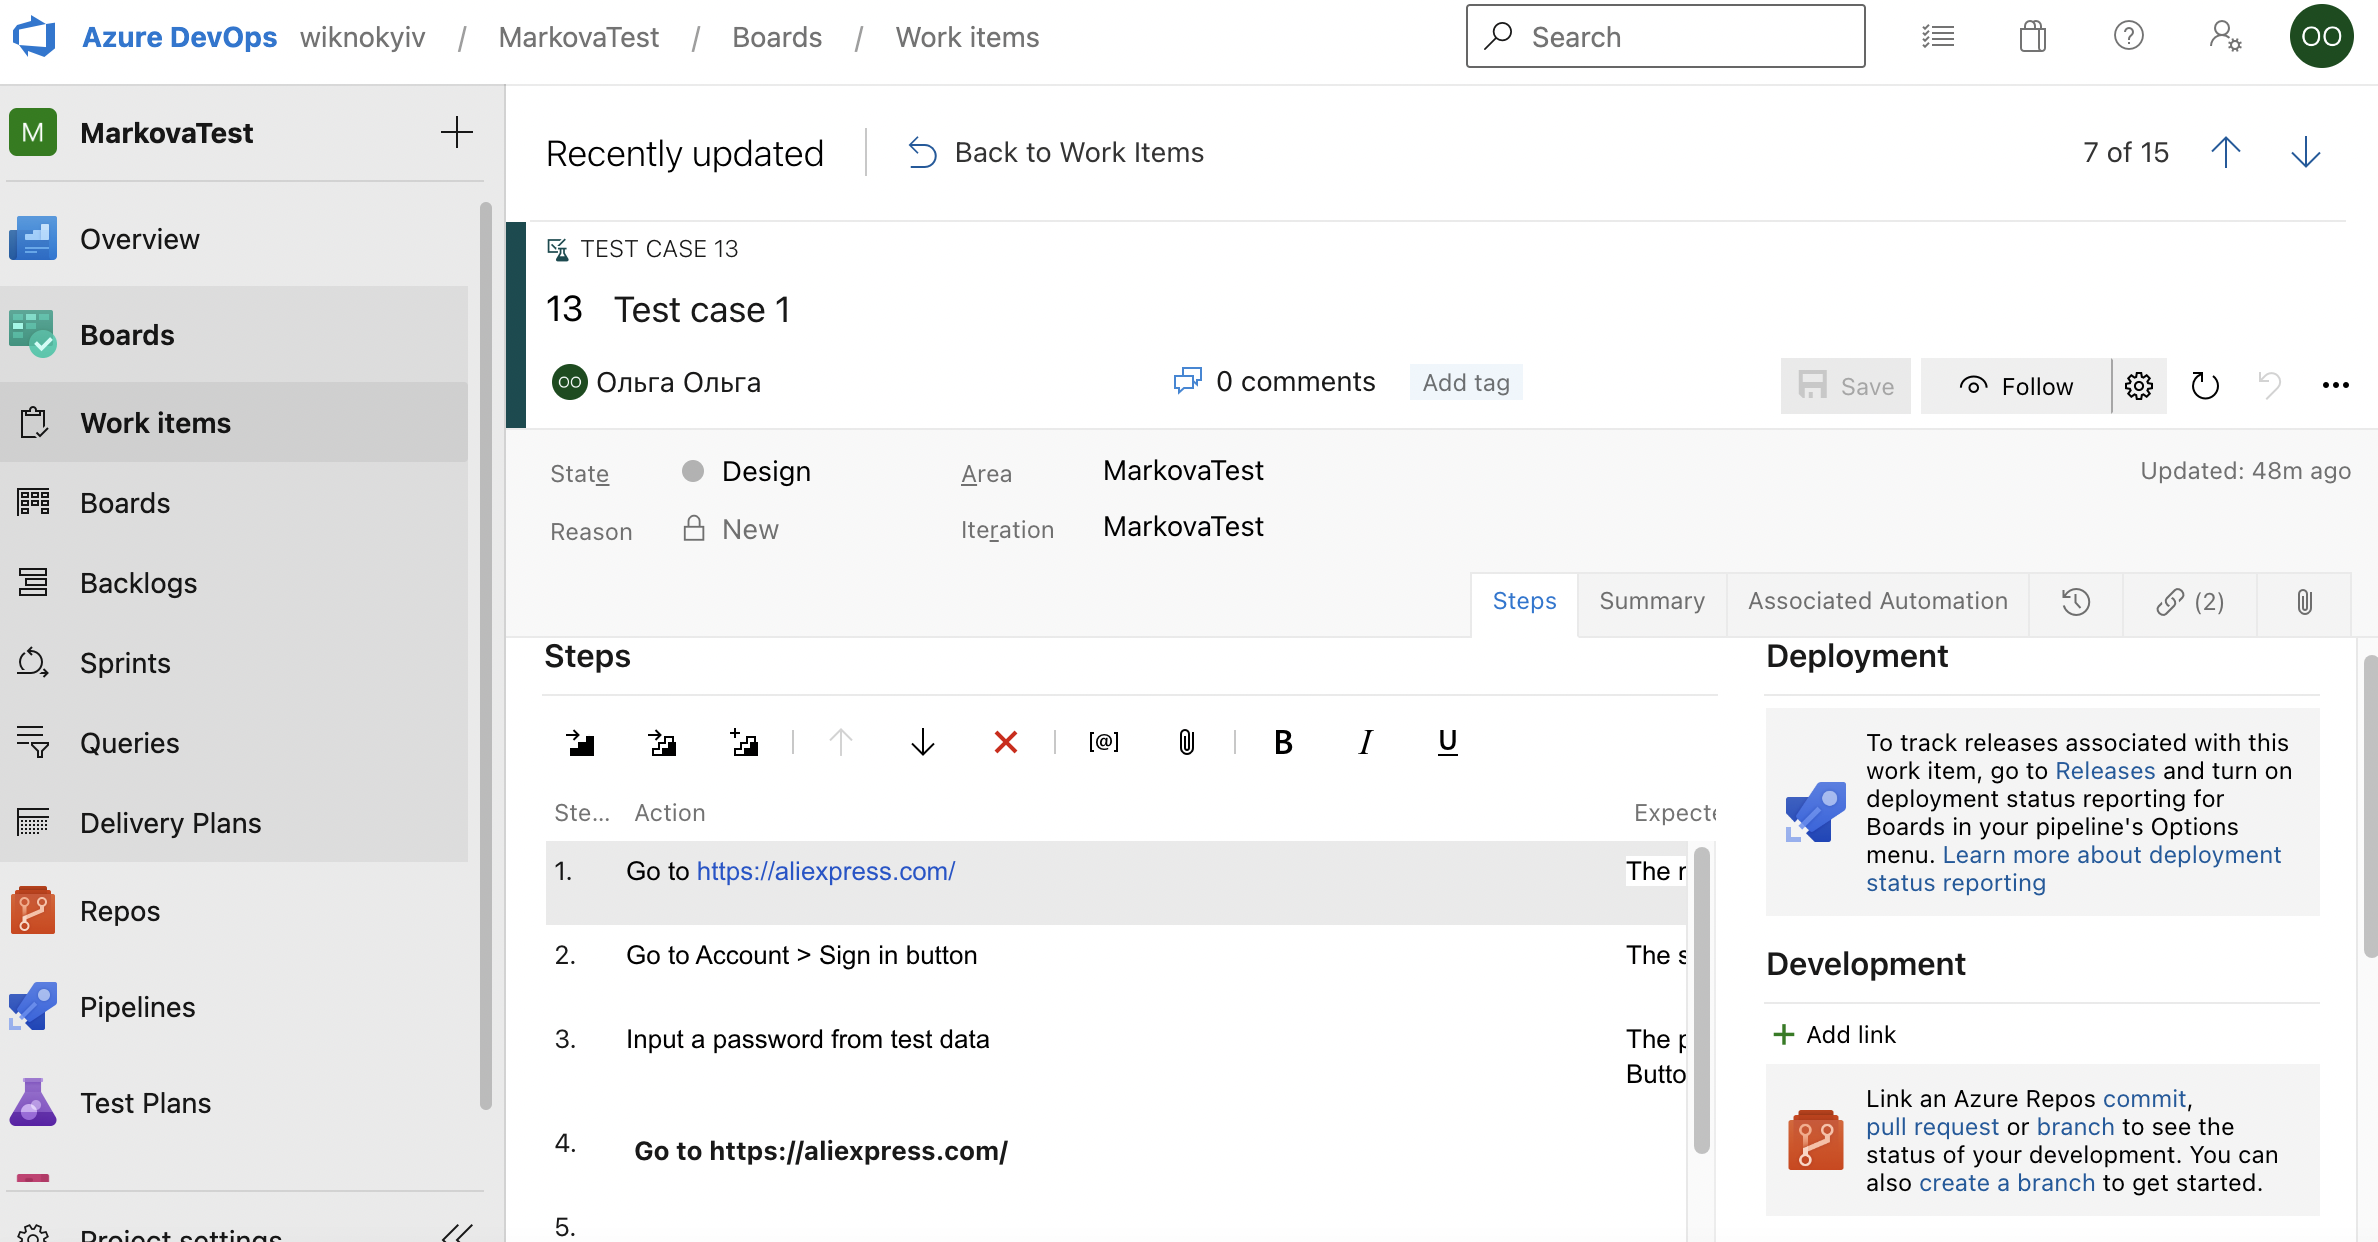 Azure DevOps wiknokyiv / MarkovaTest / Boards / Work items Search OO
M MarkovaTest
Overview
Boards
Work items
Boards
Backlogs
Sprints
Queries
Delivery Plans
Repos
Pipelines
Test Plans
Project settings
Recently updated Back to Work Items 7 of 15
TEST CASE 13
13 Test case 1
OO Ольга Ольга 0 comments Add tag Save Follow
State Design Area MarkovaTest Updated: 48m ago
Reason New Iteration MarkovaTest
Steps Summary Associated Automation (2)
Steps
B I U
Ste... Action Expecte
1. Go to https://aliexpress.com/ The r
2. Go to Account > Sign in button The s
3. Input a password from test data The p
Butto
4. Go to https://aliexpress.com/
5.
Deployment
To track releases associated with this
work item, go to Releases and turn on
deployment status reporting for
Boards in your pipeline's Options
menu. Learn more about deployment
status reporting
Development
+ Add link
Link an Azure Repos commit,
pull request or branch to see the
status of your development. You can
also create a branch to get started.